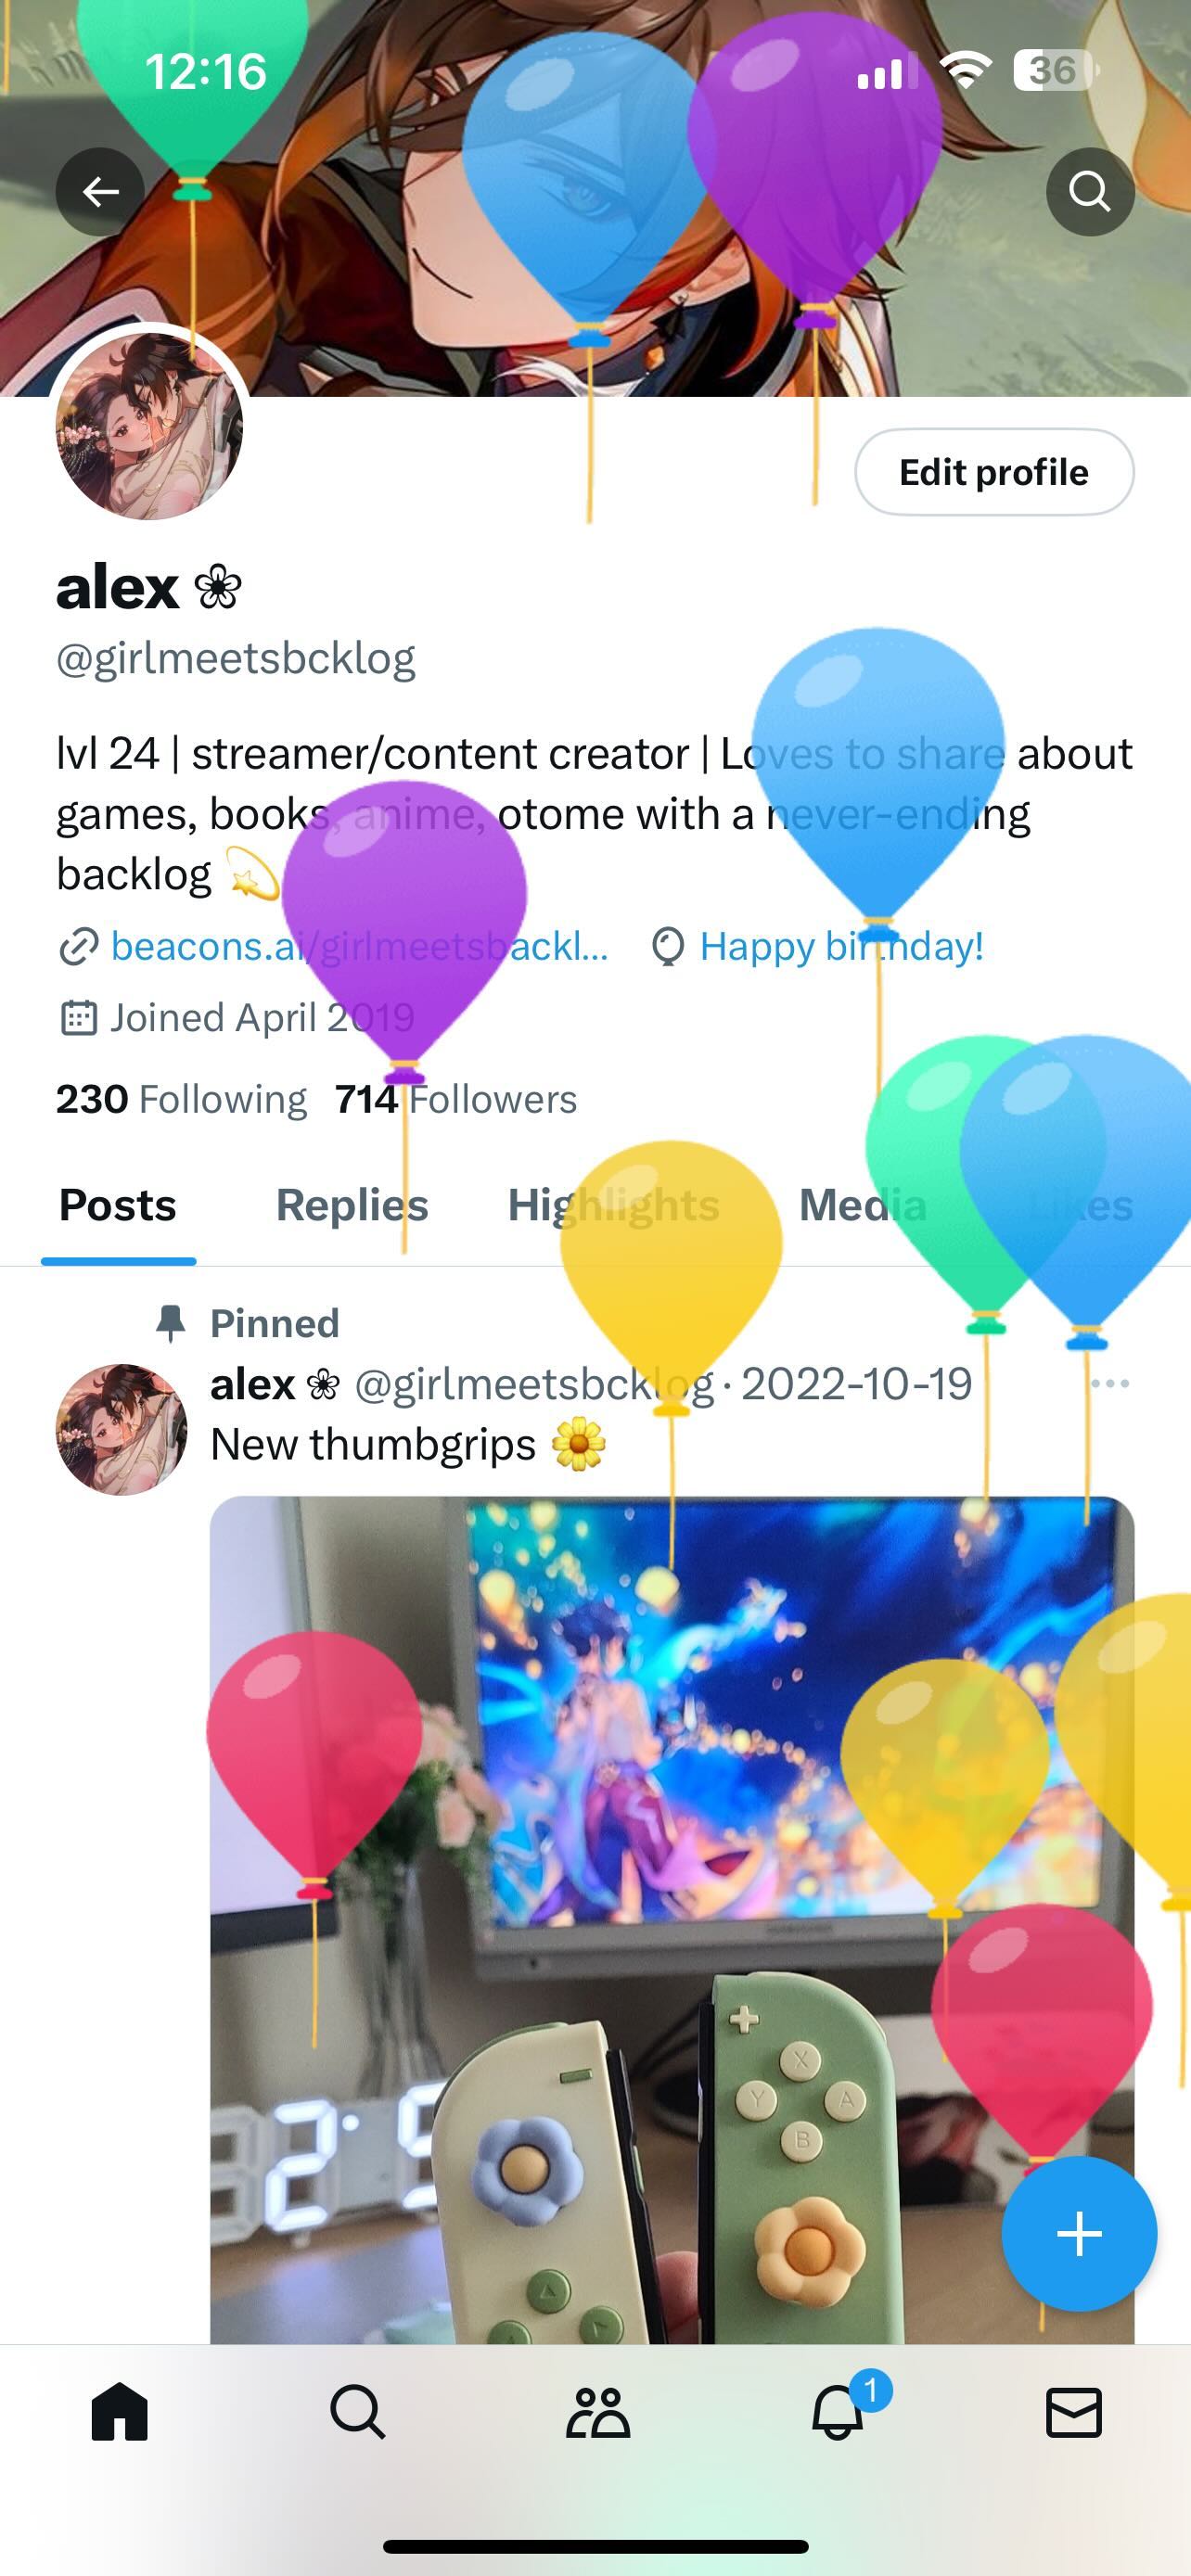 12:16
36
Edit profile
alex ❀
@girlmeetsbcklog
lvl 24 | streamer/content creator | Loves to share about
games, books, anime, otome with a never-ending
backlog 💫
beacons.ai/girlmeetsbackl... Happy birthday!
Joined April 2019
230 Following 714 Followers
Posts Replies Highlights Media Likes
Pinned
alex ❀ @girlmeetsbcklog · 2022-10-19
New thumbgrips 🌼
X
Y A
B
1